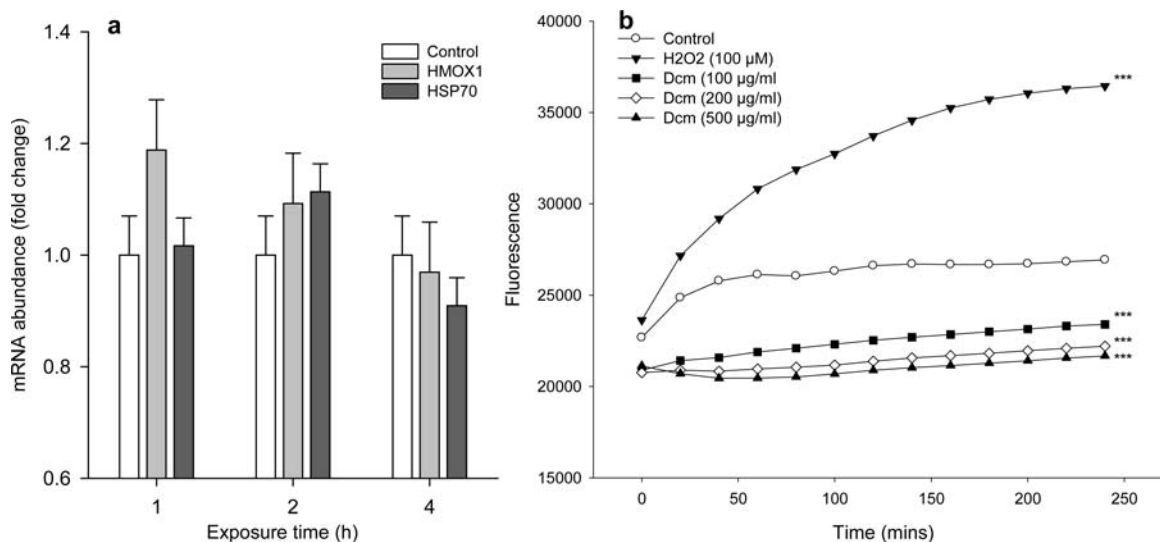 a
Control
HMOX1
HSP70
mRNA abundance (fold change)
1.4
1.2
1.0
0.8
0.6
1 2 4
Exposure time (h)
b
Control
H2O2 (100 µM)
Dcm (100 µg/ml
Dcm (200 µg/ml)
Dcm (500 µg/ml)
Fluorescence
40000
35000
30000
25000
20000
15000
***
***
***
***
0 50 100 150 200 250
Time (mins)